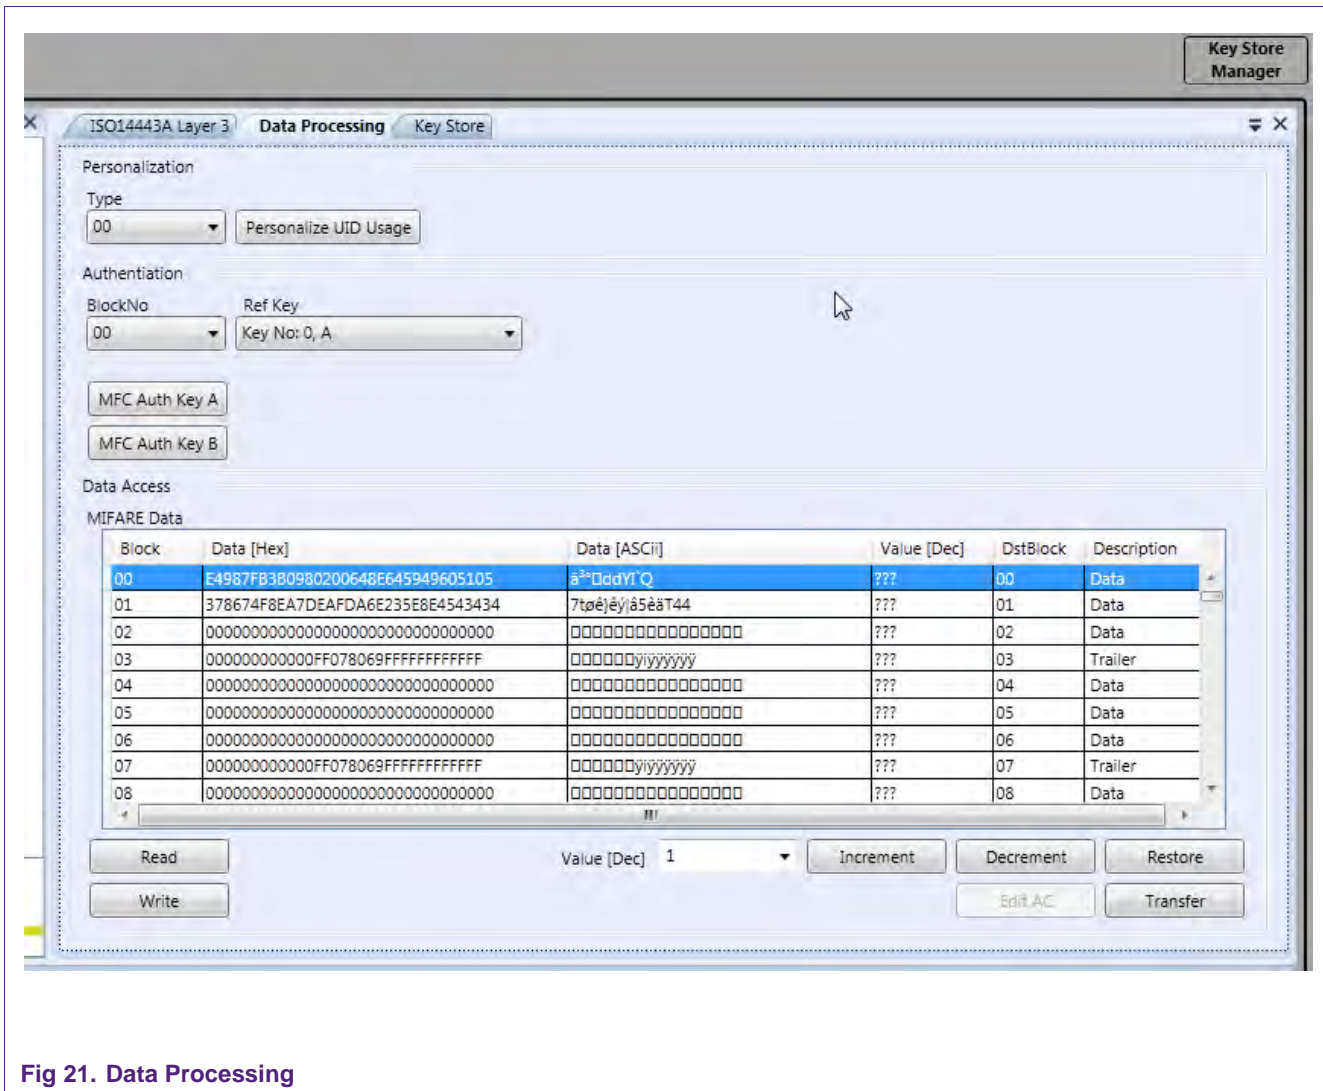 Key Store
Manager
ISO14443A Layer 3 Data Processing Key Store
Personalization
Type
00 Personalize UID Usage
Authentiation
BlockNo Ref Key
00 Key No: 0, A
MFC Auth Key A
MFC Auth Key B
Data Access
MIFARE Data
Block Data [Hex] Data [ASCii] Value [Dec] DstBlock Description
00 E4987FB3B0980200648E645949605105 ??? 00 Data
01 378674F8EA7DEAFDA6E235E8E4543434 ??? 01 Data
02 00000000000000000000000000000000 □□□□□□□□□□□□□□□□ ??? 02 Data
03 000000000000FF078069FFFFFFFFFFFF □□□□□□ÿiÿÿÿÿÿÿ ??? 03 Trailer
04 00000000000000000000000000000000 □□□□□□□□□□□□□□□□ ??? 04 Data
05 00000000000000000000000000000000 □□□□□□□□□□□□□□□□ ??? 05 Data
06 00000000000000000000000000000000 □□□□□□□□□□□□□□□□ ??? 06 Data
07 000000000000FF078069FFFFFFFFFFFF □□□□□□ÿiÿÿÿÿÿÿ ??? 07 Trailer
08 00000000000000000000000000000000 □□□□□□□□□□□□□□□□ ??? 08 Data
Read Value [Dec] 1 Increment Decrement Restore
Write Edit AC Transfer
Fig 21. Data Processing